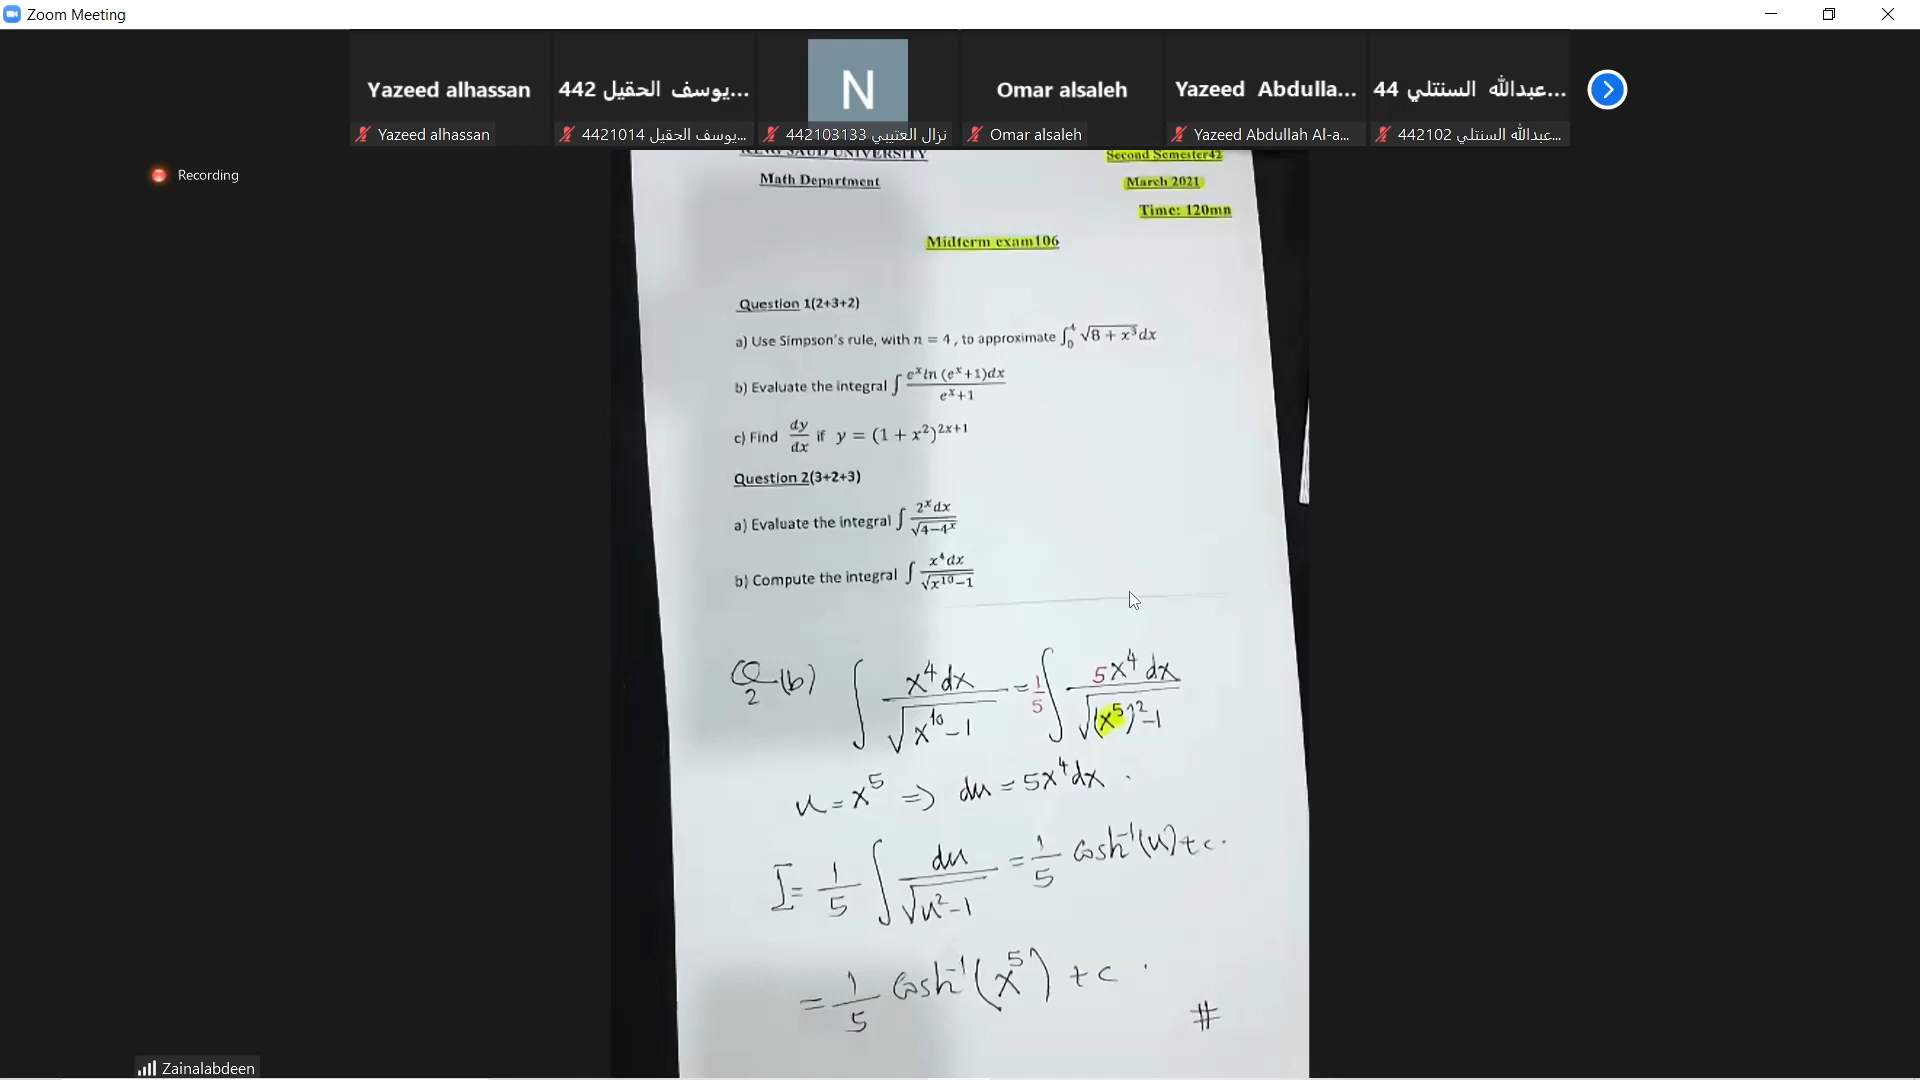 Zoom Meeting
Yazeed alhassan
442 يوسف الحقيل...
N
Omar alsaleh
Yazeed Abdulla...
44 عبدالله السنتلي...
Yazeed alhassan
4421014 يوسف الحقيل...
442103133 نزال العتيبي
Omar alsaleh
Yazeed Abdullah Al-a...
442102 عبدالله السنتلي...
Recording
SAUD UNIVERSITY
Second Semester42
Math Department
March 2021
Time: 120mn
Midterm exam106
Question 1(2+3+2)
a) Use Simpson's rule, with n = 4 , to approximate ∫₀⁴ √(8 + x³) dx
b) Evaluate the integral ∫ eˣ ln (eˣ+1)dx / eˣ+1
c) Find dy/dx if y = (1 + x²)²ˣ⁺¹
Question 2(3+2+3)
a) Evaluate the integral ∫ 2ˣ dx / √(4−4ˣ)
b) Compute the integral ∫ x⁴ dx / √(x¹⁰−1)
Q2 (b) ∫ x⁴ dx / √(x¹⁰ − 1) = 1/5 ∫ 5x⁴ dx / √((x⁵)² − 1)
u = x⁵ ⇒ du = 5x⁴ dx .
I = 1/5 ∫ du / √(u² − 1) = 1/5 cosh⁻¹(u) + c .
= 1/5 cosh⁻¹(x⁵) + c .
#
Zainalabdeen